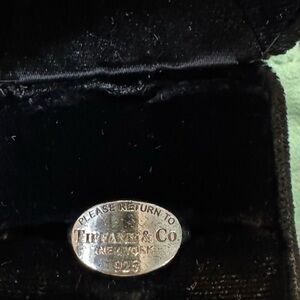 PLEASE RETURN TO
TIFFANY & Co.
NEW YORK
925